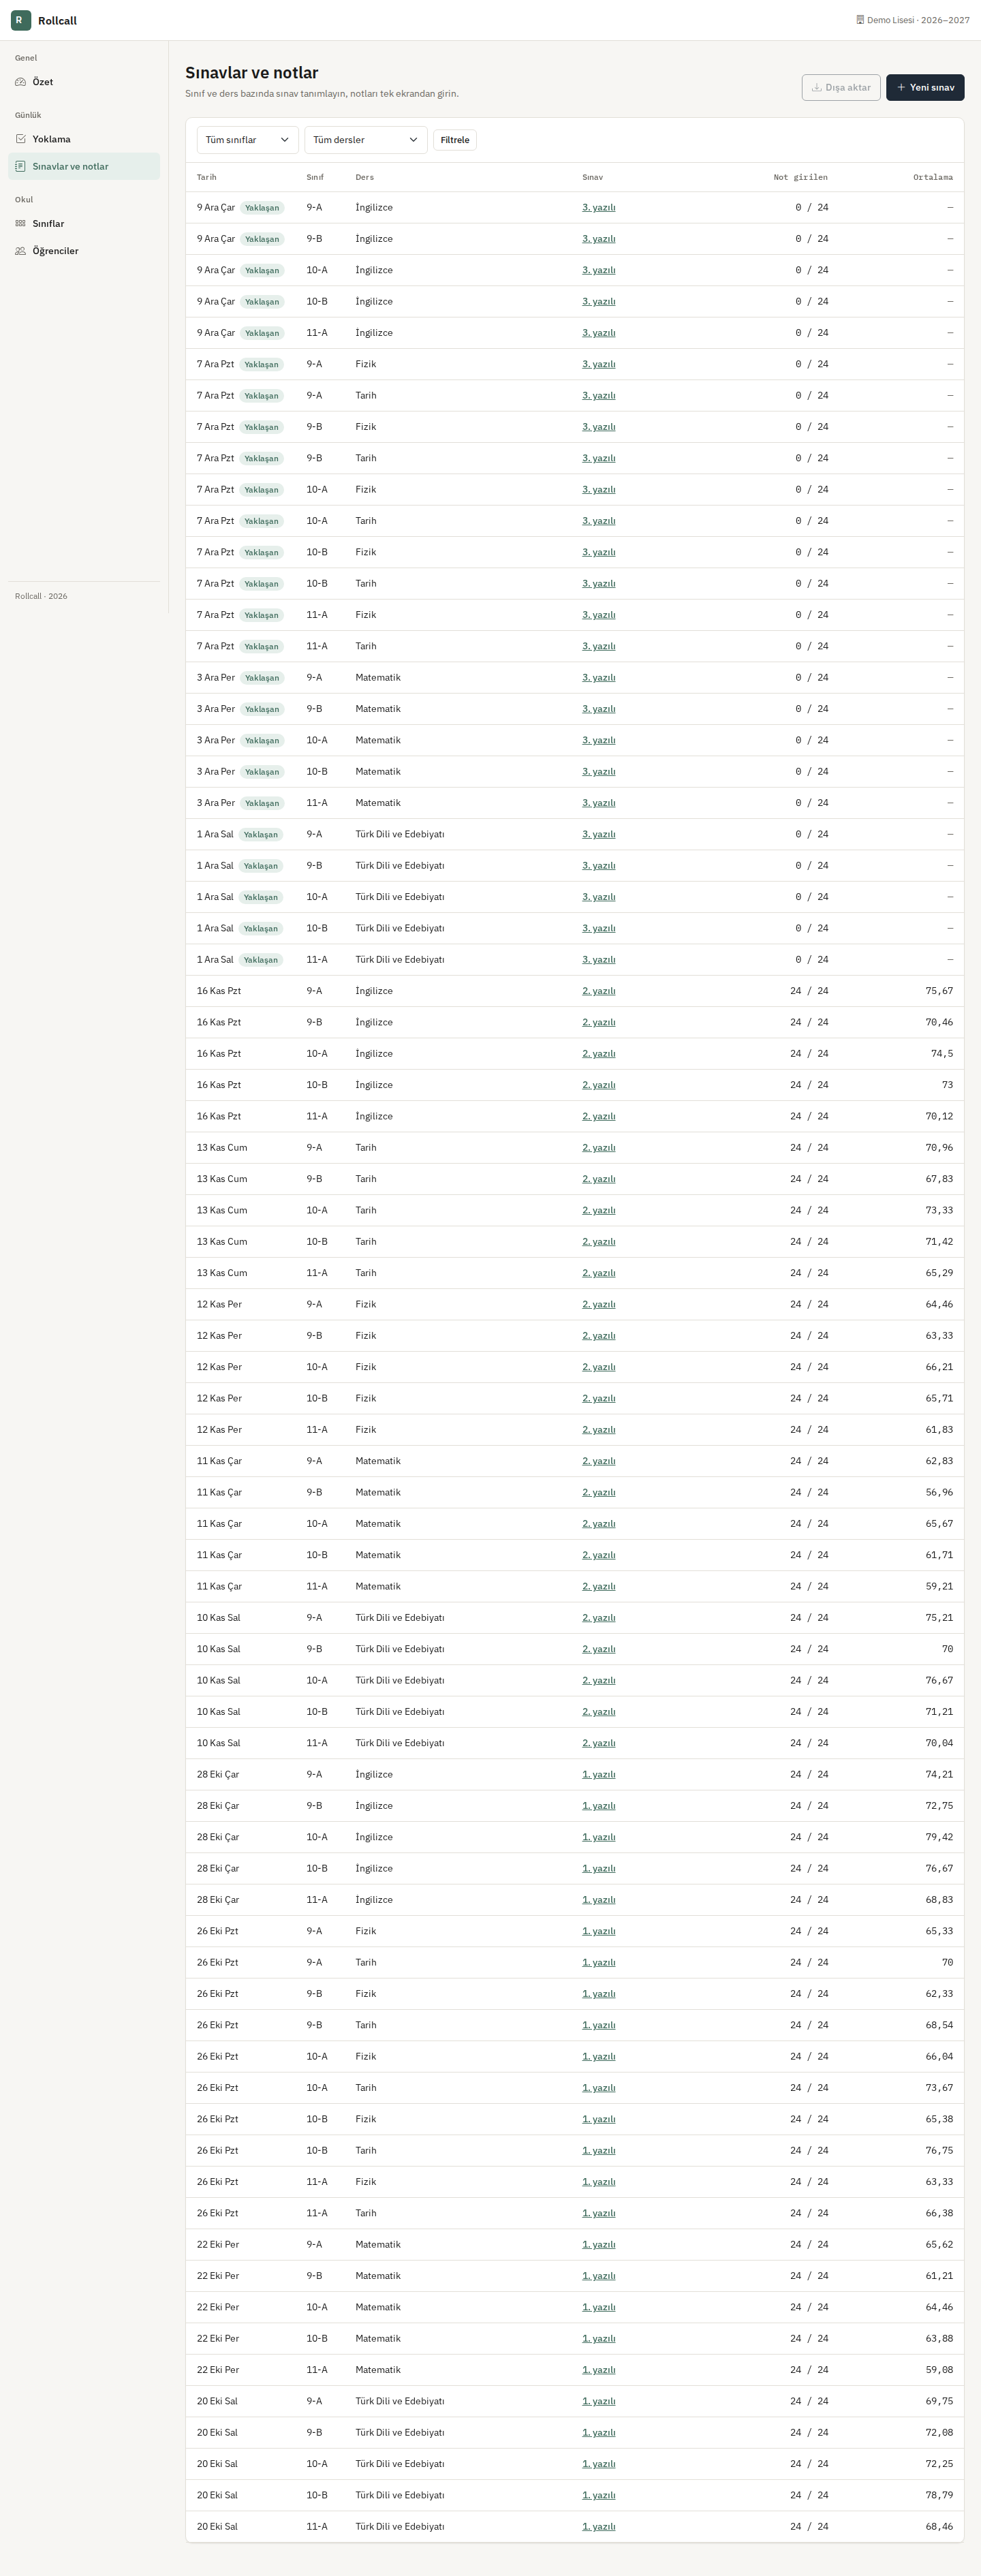 R Rollcall
Demo Lisesi · 2026–2027
Genel
Özet
Günlük
Yoklama
Sınavlar ve notlar
Okul
Sınıflar
Öğrenciler
Rollcall · 2026
Sınavlar ve notlar
Sınıf ve ders bazında sınav tanımlayın, notları tek ekrandan girin.
Dışa aktar
Yeni sınav
Tüm sınıflar Tüm dersler Filtrele
Tarih Sınıf Ders Sınav Not girilen Ortalama
9 Ara Çar Yaklaşan 9-A İngilizce 3. yazılı 0 / 24 —
9 Ara Çar Yaklaşan 9-B İngilizce 3. yazılı 0 / 24 —
9 Ara Çar Yaklaşan 10-A İngilizce 3. yazılı 0 / 24 —
9 Ara Çar Yaklaşan 10-B İngilizce 3. yazılı 0 / 24 —
9 Ara Çar Yaklaşan 11-A İngilizce 3. yazılı 0 / 24 —
7 Ara Pzt Yaklaşan 9-A Fizik 3. yazılı 0 / 24 —
7 Ara Pzt Yaklaşan 9-A Tarih 3. yazılı 0 / 24 —
7 Ara Pzt Yaklaşan 9-B Fizik 3. yazılı 0 / 24 —
7 Ara Pzt Yaklaşan 9-B Tarih 3. yazılı 0 / 24 —
7 Ara Pzt Yaklaşan 10-A Fizik 3. yazılı 0 / 24 —
7 Ara Pzt Yaklaşan 10-A Tarih 3. yazılı 0 / 24 —
7 Ara Pzt Yaklaşan 10-B Fizik 3. yazılı 0 / 24 —
7 Ara Pzt Yaklaşan 10-B Tarih 3. yazılı 0 / 24 —
7 Ara Pzt Yaklaşan 11-A Fizik 3. yazılı 0 / 24 —
7 Ara Pzt Yaklaşan 11-A Tarih 3. yazılı 0 / 24 —
3 Ara Per Yaklaşan 9-A Matematik 3. yazılı 0 / 24 —
3 Ara Per Yaklaşan 9-B Matematik 3. yazılı 0 / 24 —
3 Ara Per Yaklaşan 10-A Matematik 3. yazılı 0 / 24 —
3 Ara Per Yaklaşan 10-B Matematik 3. yazılı 0 / 24 —
3 Ara Per Yaklaşan 11-A Matematik 3. yazılı 0 / 24 —
1 Ara Sal Yaklaşan 9-A Türk Dili ve Edebiyatı 3. yazılı 0 / 24 —
1 Ara Sal Yaklaşan 9-B Türk Dili ve Edebiyatı 3. yazılı 0 / 24 —
1 Ara Sal Yaklaşan 10-A Türk Dili ve Edebiyatı 3. yazılı 0 / 24 —
1 Ara Sal Yaklaşan 10-B Türk Dili ve Edebiyatı 3. yazılı 0 / 24 —
1 Ara Sal Yaklaşan 11-A Türk Dili ve Edebiyatı 3. yazılı 0 / 24 —
16 Kas Pzt 9-A İngilizce 2. yazılı 24 / 24 75,67
16 Kas Pzt 9-B İngilizce 2. yazılı 24 / 24 70,46
16 Kas Pzt 10-A İngilizce 2. yazılı 24 / 24 74,5
16 Kas Pzt 10-B İngilizce 2. yazılı 24 / 24 73
16 Kas Pzt 11-A İngilizce 2. yazılı 24 / 24 70,12
13 Kas Cum 9-A Tarih 2. yazılı 24 / 24 70,96
13 Kas Cum 9-B Tarih 2. yazılı 24 / 24 67,83
13 Kas Cum 10-A Tarih 2. yazılı 24 / 24 73,33
13 Kas Cum 10-B Tarih 2. yazılı 24 / 24 71,42
13 Kas Cum 11-A Tarih 2. yazılı 24 / 24 65,29
12 Kas Per 9-A Fizik 2. yazılı 24 / 24 64,46
12 Kas Per 9-B Fizik 2. yazılı 24 / 24 63,33
12 Kas Per 10-A Fizik 2. yazılı 24 / 24 66,21
12 Kas Per 10-B Fizik 2. yazılı 24 / 24 65,71
12 Kas Per 11-A Fizik 2. yazılı 24 / 24 61,83
11 Kas Çar 9-A Matematik 2. yazılı 24 / 24 62,83
11 Kas Çar 9-B Matematik 2. yazılı 24 / 24 56,96
11 Kas Çar 10-A Matematik 2. yazılı 24 / 24 65,67
11 Kas Çar 10-B Matematik 2. yazılı 24 / 24 61,71
11 Kas Çar 11-A Matematik 2. yazılı 24 / 24 59,21
10 Kas Sal 9-A Türk Dili ve Edebiyatı 2. yazılı 24 / 24 75,21
10 Kas Sal 9-B Türk Dili ve Edebiyatı 2. yazılı 24 / 24 70
10 Kas Sal 10-A Türk Dili ve Edebiyatı 2. yazılı 24 / 24 76,67
10 Kas Sal 10-B Türk Dili ve Edebiyatı 2. yazılı 24 / 24 71,21
10 Kas Sal 11-A Türk Dili ve Edebiyatı 2. yazılı 24 / 24 70,04
28 Eki Çar 9-A İngilizce 1. yazılı 24 / 24 74,21
28 Eki Çar 9-B İngilizce 1. yazılı 24 / 24 72,75
28 Eki Çar 10-A İngilizce 1. yazılı 24 / 24 79,42
28 Eki Çar 10-B İngilizce 1. yazılı 24 / 24 76,67
28 Eki Çar 11-A İngilizce 1. yazılı 24 / 24 68,83
26 Eki Pzt 9-A Fizik 1. yazılı 24 / 24 65,33
26 Eki Pzt 9-A Tarih 1. yazılı 24 / 24 70
26 Eki Pzt 9-B Fizik 1. yazılı 24 / 24 62,33
26 Eki Pzt 9-B Tarih 1. yazılı 24 / 24 68,54
26 Eki Pzt 10-A Fizik 1. yazılı 24 / 24 66,04
26 Eki Pzt 10-A Tarih 1. yazılı 24 / 24 73,67
26 Eki Pzt 10-B Fizik 1. yazılı 24 / 24 65,38
26 Eki Pzt 10-B Tarih 1. yazılı 24 / 24 76,75
26 Eki Pzt 11-A Fizik 1. yazılı 24 / 24 63,33
26 Eki Pzt 11-A Tarih 1. yazılı 24 / 24 66,38
22 Eki Per 9-A Matematik 1. yazılı 24 / 24 65,62
22 Eki Per 9-B Matematik 1. yazılı 24 / 24 61,21
22 Eki Per 10-A Matematik 1. yazılı 24 / 24 64,46
22 Eki Per 10-B Matematik 1. yazılı 24 / 24 63,88
22 Eki Per 11-A Matematik 1. yazılı 24 / 24 59,08
20 Eki Sal 9-A Türk Dili ve Edebiyatı 1. yazılı 24 / 24 69,75
20 Eki Sal 9-B Türk Dili ve Edebiyatı 1. yazılı 24 / 24 72,08
20 Eki Sal 10-A Türk Dili ve Edebiyatı 1. yazılı 24 / 24 72,25
20 Eki Sal 10-B Türk Dili ve Edebiyatı 1. yazılı 24 / 24 78,79
20 Eki Sal 11-A Türk Dili ve Edebiyatı 1. yazılı 24 / 24 68,46